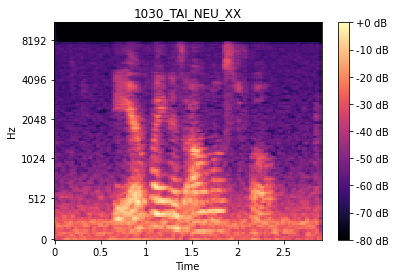 1030_TAI_NEU_XX
+0 dB
8192
-10 dB
4096
-20 dB
-30 dB
2048
Hz
-40 dB
1024
-50 dB
512
-60 dB
-70 dB
0
-80 dB
0
0.5
1
1.5
2
2.5
Time